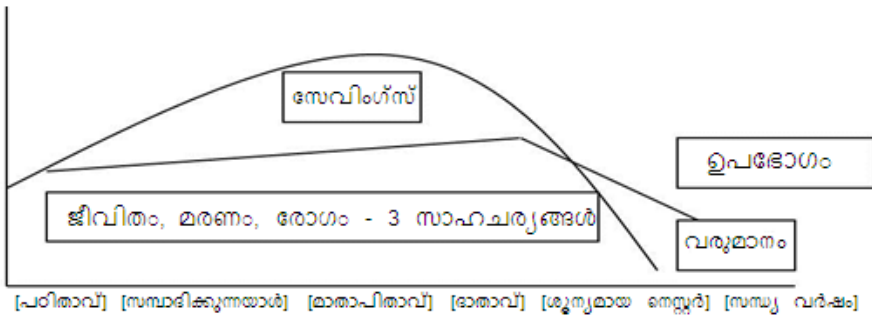 സേവിംഗ്സ്
ഉപഭോഗം
ജീവിതം, മരണം, രോഗം - 3 സാഹചര്യങ്ങൾ
വരുമാനം
[പഠിതാവ്] [സമ്പാദിക്കുന്നയാൾ] [മാതാപിതാവ്] [ദാതാവ്] [ശൂന്യമായ നെസ്റ്റർ] [സന്ധ്യ വർഷം]